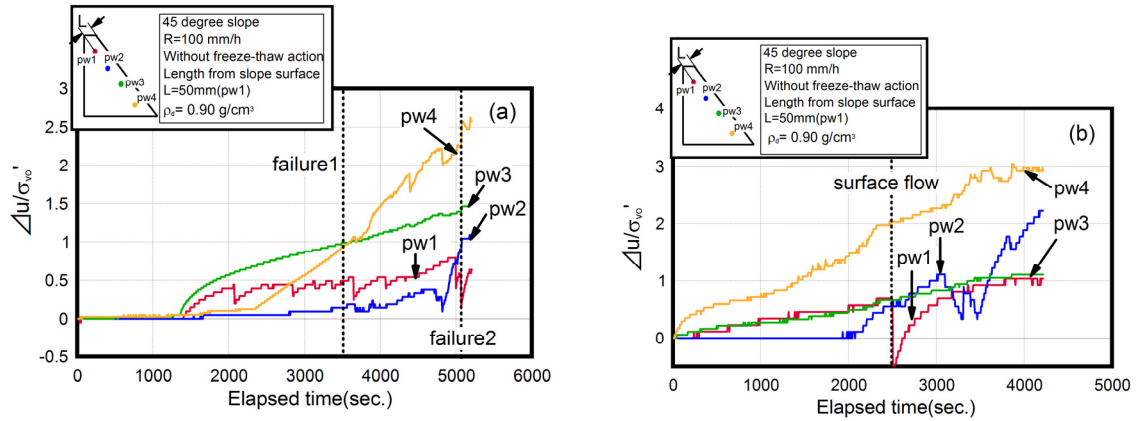 L
pw1
pw2
pw3
pw4
45 degree slope
R=100 mm/h
Without freeze-thaw action
Length from slope surface
L=50mm(pw1)
ρd= 0.90 g/cm³
(a)
failure1
pw4
pw3
pw2
pw1
failure2
⊿u/σvo'
3
2.5
2
1.5
1
0.5
0
-0.5
0 1000 2000 3000 4000 5000 6000
Elapsed time(sec.)
L
pw1
pw2
pw3
pw4
45 degree slope
R=100 mm/h
Without freeze-thaw action
Length from slope surface
L=50mm(pw1)
ρd= 0.90 g/cm³
(b)
surface flow
pw4
pw2
pw3
pw1
⊿u/σvo'
4
3
2
1
0
0 1000 2000 3000 4000 5000
Elapsed time(sec.)